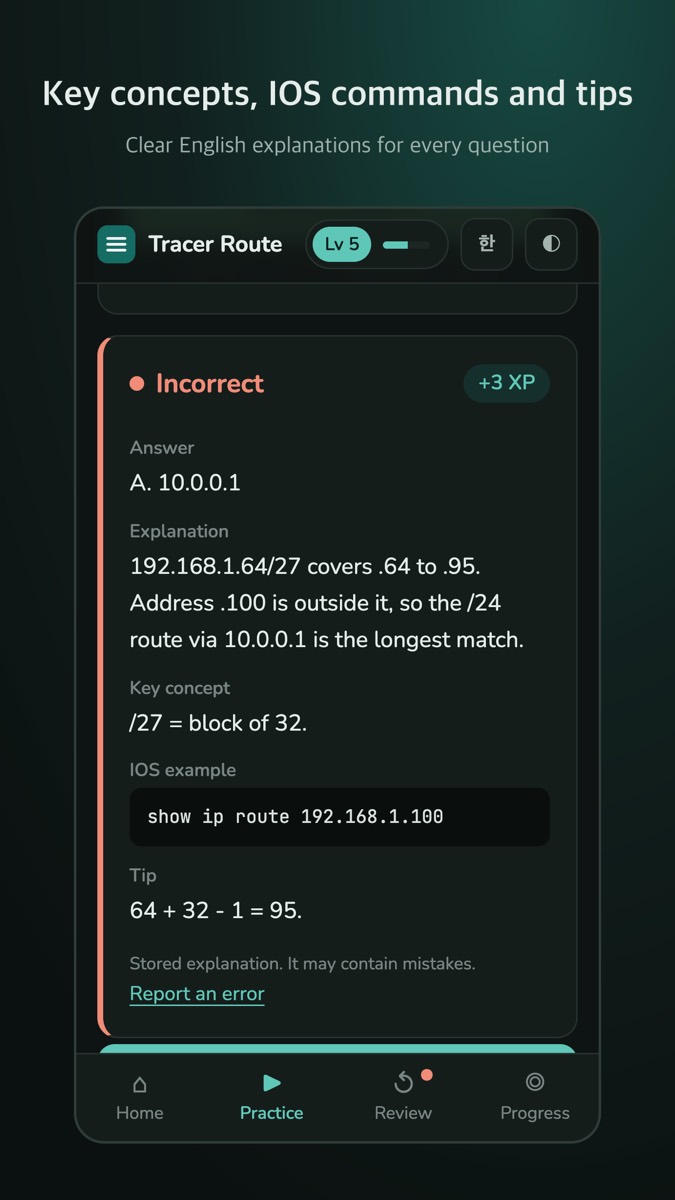 Key concepts, IOS commands and tips
Clear English explanations for every question
Tracer Route
Lv 5
한
Incorrect
+3 XP
Answer
A. 10.0.0.1
Explanation
192.168.1.64/27 covers .64 to .95.
Address .100 is outside it, so the /24
route via 10.0.0.1 is the longest match.
Key concept
/27 = block of 32.
IOS example
show ip route 192.168.1.100
Tip
64 + 32 - 1 = 95.
Stored explanation. It may contain mistakes.
Report an error
Home
Practice
Review
Progress